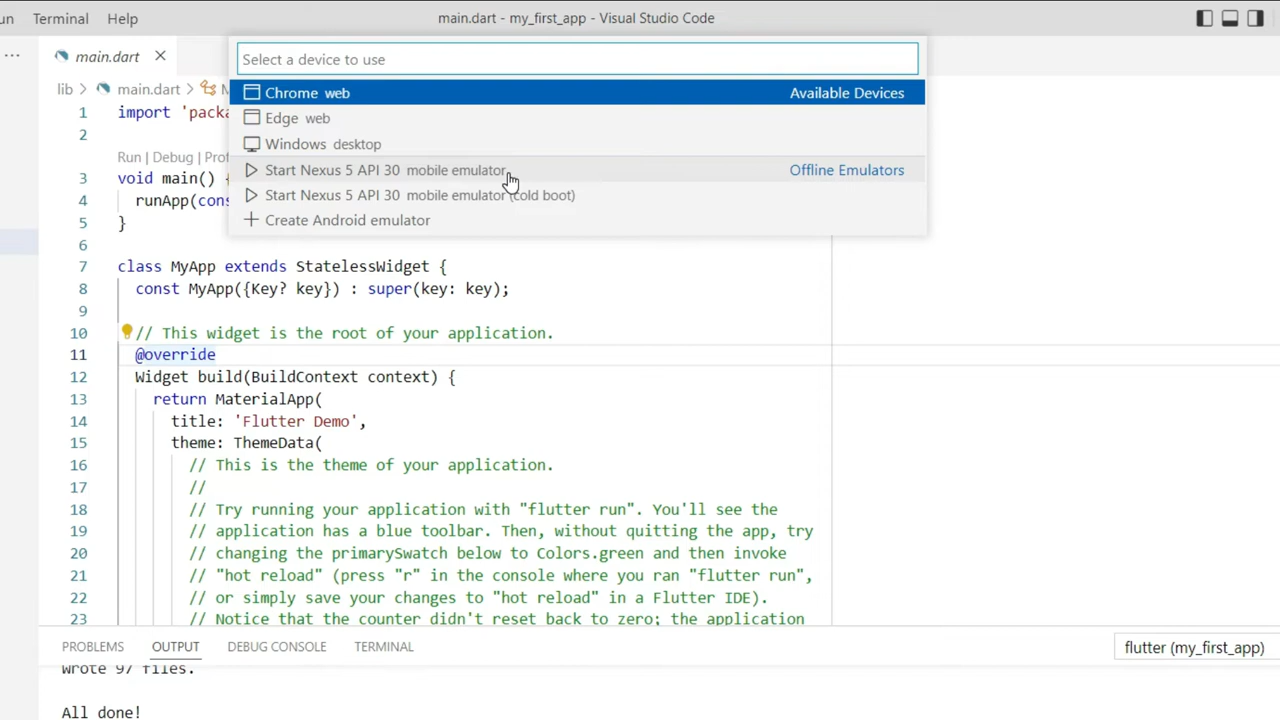 un Terminal Help main.dart - my_first_app - Visual Studio Code
... main.dart
Select a device to use
lib > main.dart > M
Chrome web Available Devices
Edge web
Windows desktop
Start Nexus 5 API 30 mobile emulator Offline Emulators
Start Nexus 5 API 30 mobile emulator (cold boot)
Create Android emulator
1 import 'packa
2
Run | Debug | Prof
3 void main() {
4 runApp(cons
5 }
6
7 class MyApp extends StatelessWidget {
8 const MyApp({Key? key}) : super(key: key);
9
10 // This widget is the root of your application.
11 @override
12 Widget build(BuildContext context) {
13 return MaterialApp(
14 title: 'Flutter Demo',
15 theme: ThemeData(
16 // This is the theme of your application.
17 //
18 // Try running your application with "flutter run". You'll see the
19 // application has a blue toolbar. Then, without quitting the app, try
20 // changing the primarySwatch below to Colors.green and then invoke
21 // "hot reload" (press "r" in the console where you ran "flutter run",
22 // or simply save your changes to "hot reload" in a Flutter IDE).
23 // Notice that the counter didn't reset back to zero; the application
PROBLEMS OUTPUT DEBUG CONSOLE TERMINAL flutter (my_first_app)
Wrote 97 files.
All done!